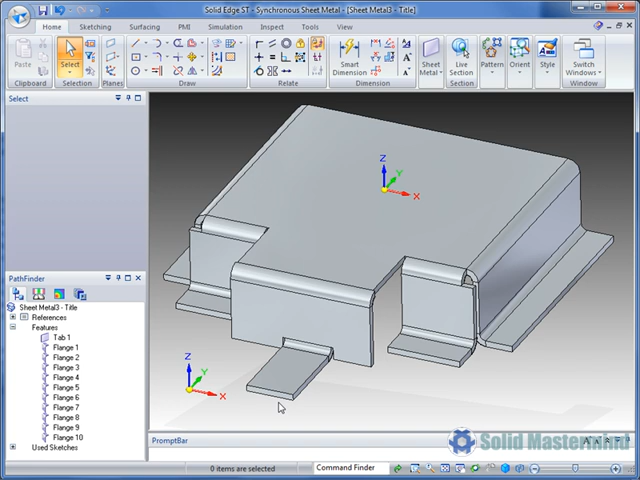 Solid Edge ST - Synchronous Sheet Metal - [Sheet Metal3 - Title]
Home Sketching Surfacing PMI Simulation Inspect Tools View
Paste
Select
Smart Dimension
Sheet Metal
Live Section
Pattern
Orient
Style
Switch Windows
Clipboard Selection Planes Draw Relate Dimension Section Window
Select
Z
Y
X
PathFinder
Sheet Metal3 - Title
References
Features
Tab 1
Flange 1
Flange 2
Flange 3
Flange 4
Flange 5
Flange 6
Flange 7
Flange 8
Flange 9
Flange 10
Used Sketches
Z
Y
X
PromptBar
Solid Mastermind
0 items are selected
Command Finder